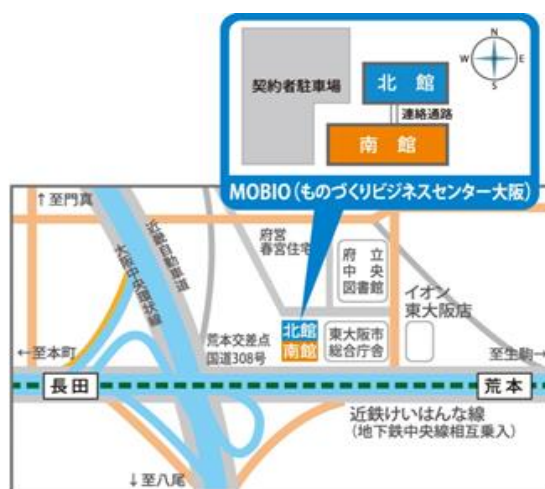 N
W E
S
契約者駐車場
北館
連絡通路
南館
MOBIO(ものづくりビジネスセンター大阪)
↑至門真
近畿自動車道
大阪中央環状線
府営
春宮住宅
府立
中央
図書館
イオン
東大阪店
荒本交差点
国道308号
北館
南館
東大阪市
総合庁舎
←至本町
至生駒→
長田
荒本
近鉄けいはんな線
(地下鉄中央線相互乗入)
↓至八尾